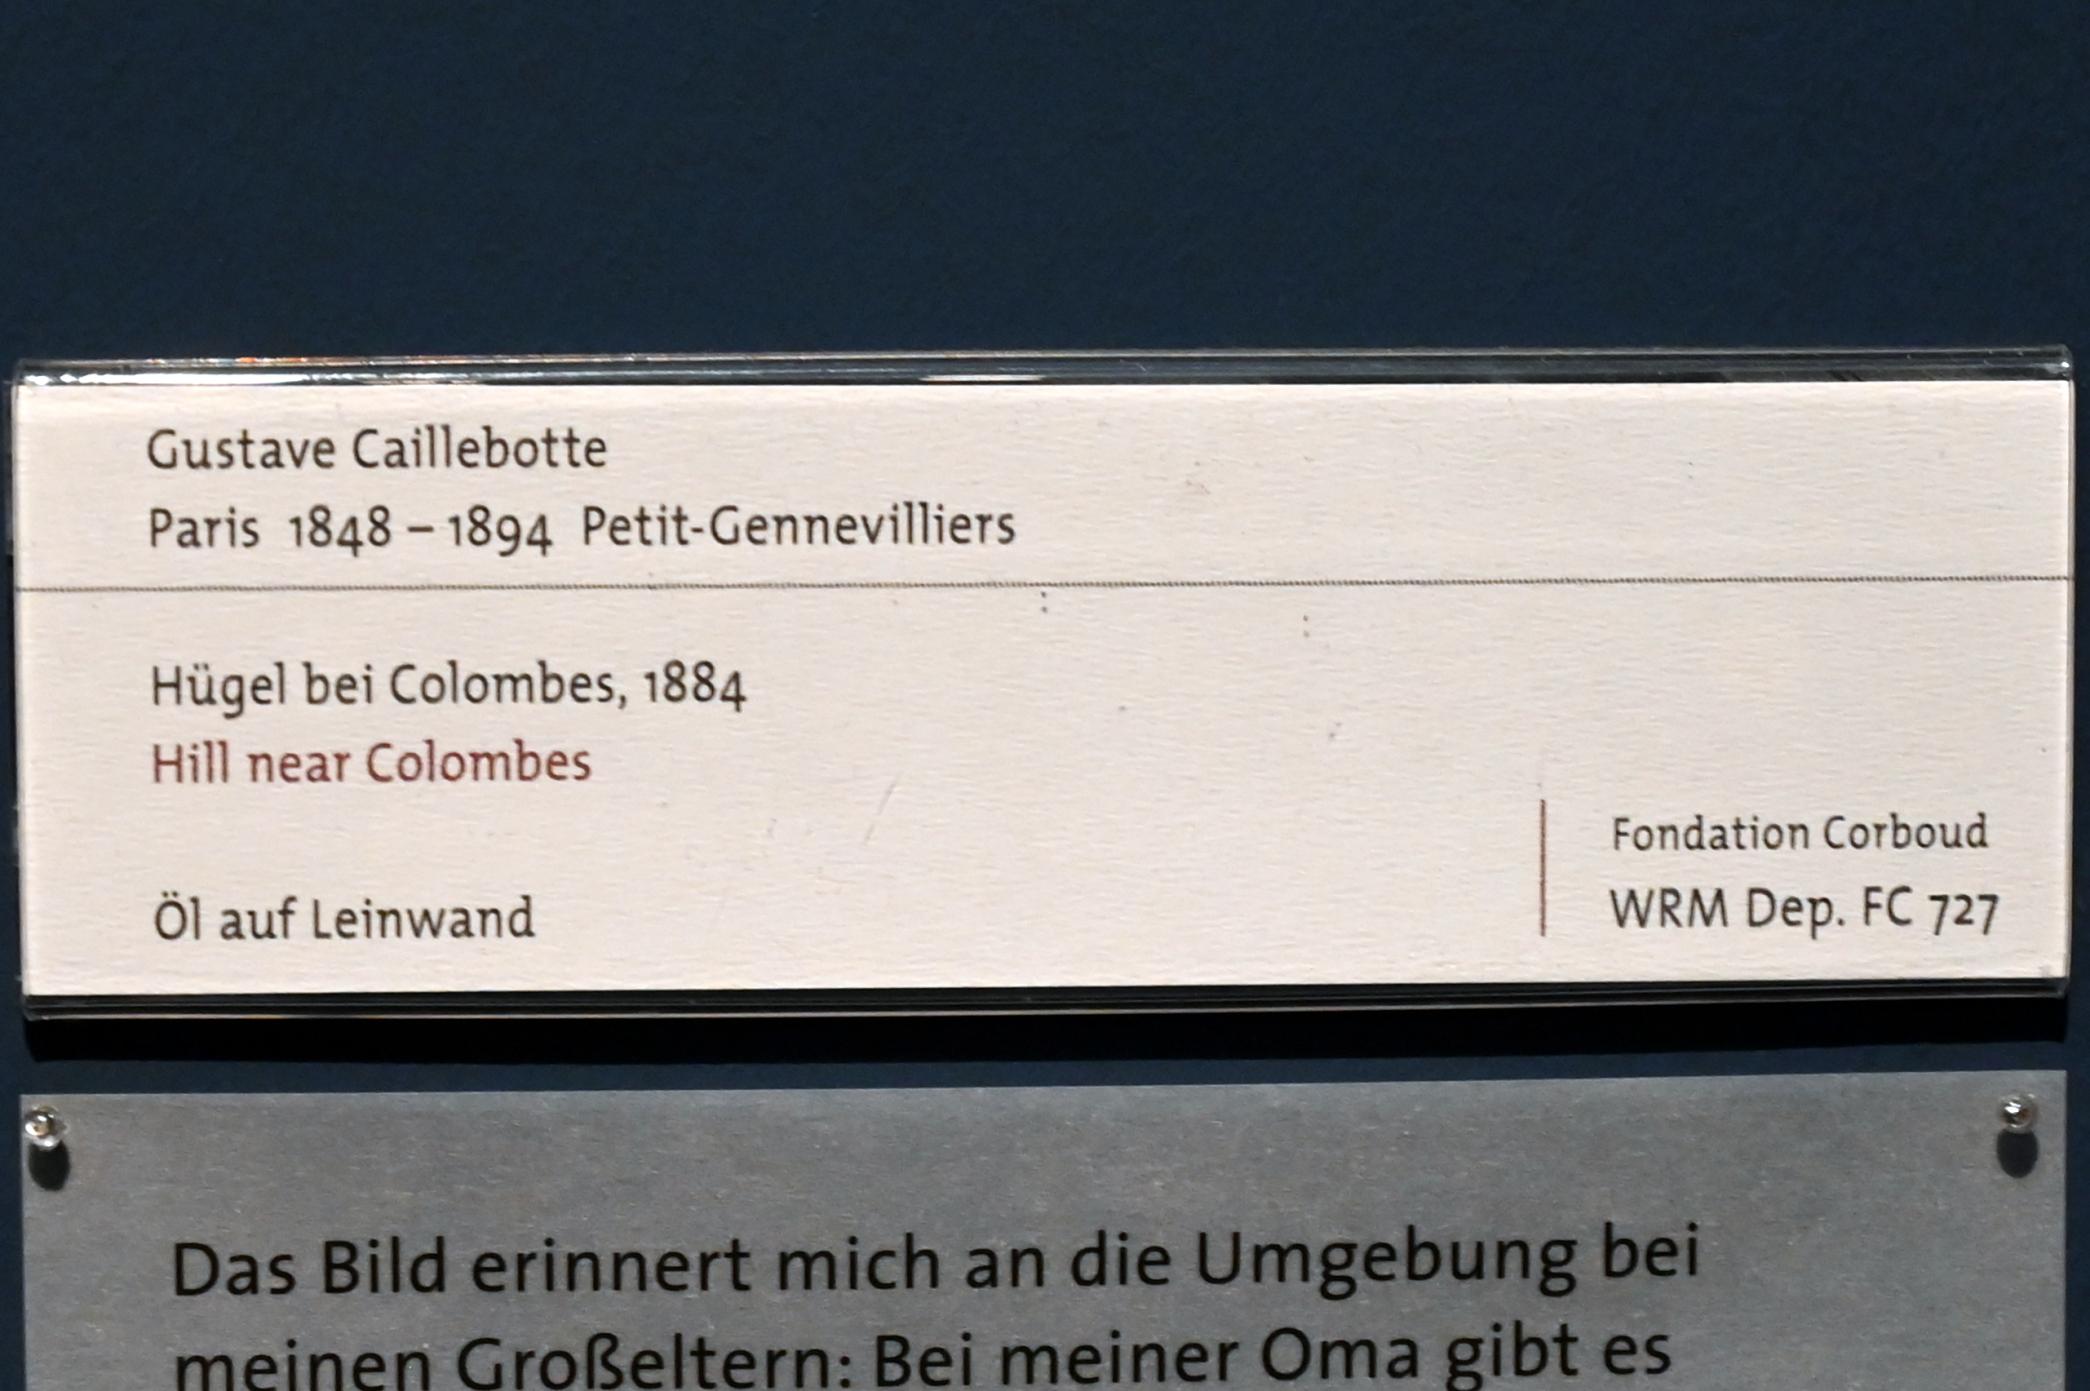 Gustave Caillebotte
Paris 1848 – 1894 Petit-Gennevilliers
Hügel bei Colombes, 1884
Hill near Colombes
Öl auf Leinwand
Fondation Corboud
WRM Dep. FC 727
Das Bild erinnert mich an die Umgebung bei
meinen Großeltern: Bei meiner Oma gibt es